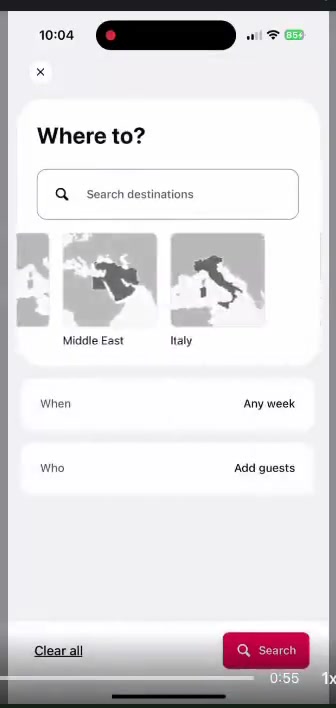 10:04
85
Where to?
Search destinations
Middle East
Italy
When
Any week
Who
Add guests
Clear all
Search
0:55
1x